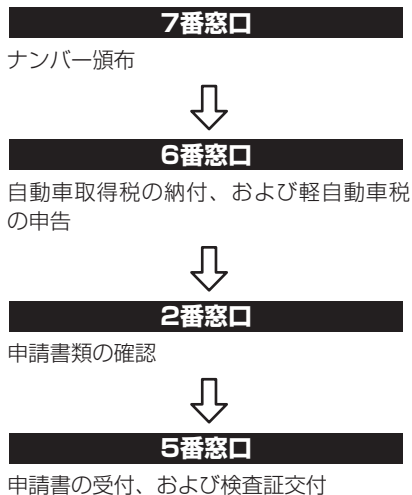 7番窓口
ナンバー頒布
6番窓口
自動車取得税の納付、および軽自動車税
の申告
2番窓口
申請書類の確認
5番窓口
申請書の受付、および検査証交付